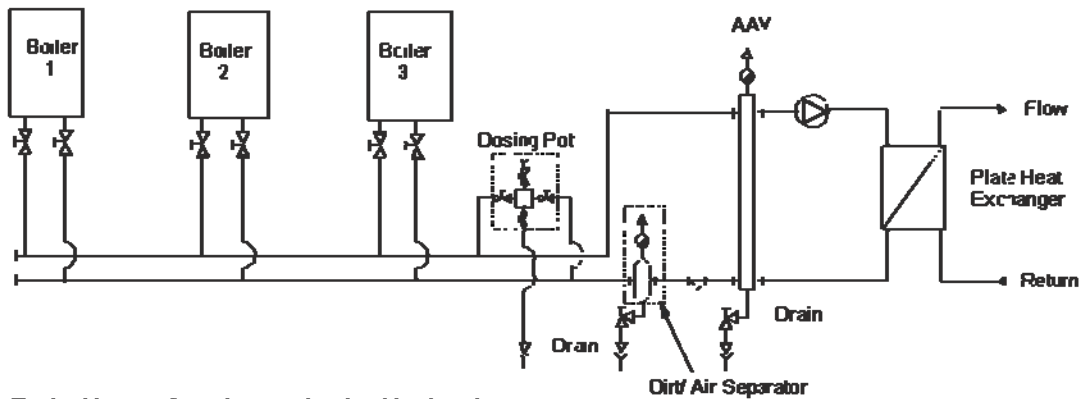 Boiler
1
Boiler
2
Boiler
3
AAV
Dosing Pot
Flow
Plate Heat
Exchanger
Return
Drain
Drain
Dirt/ Air Separator